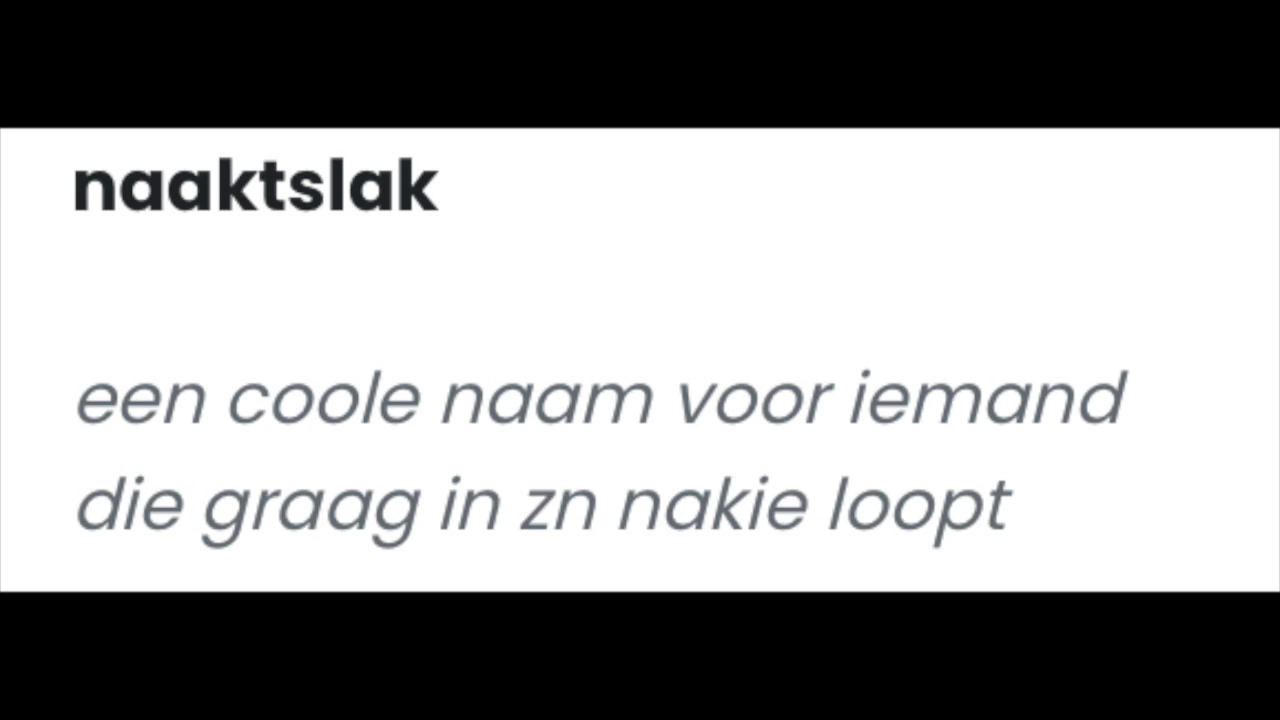 naaktslak
een coole naam voor iemand
die graag in zn nakie loopt